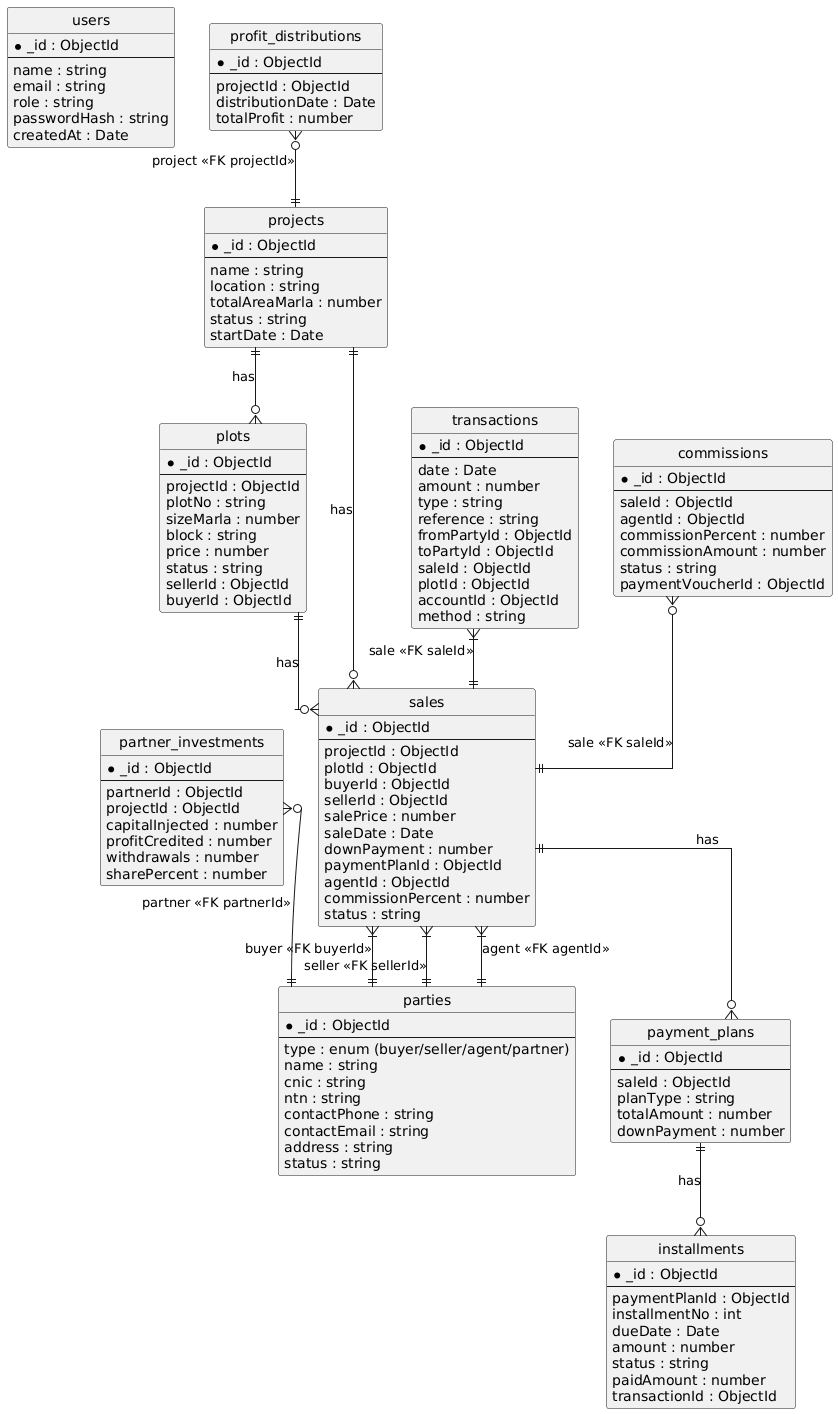 users
_id : ObjectId
name : string
email : string
role : string
passwordHash : string
createdAt : Date
profit_distributions
_id : ObjectId
projectId : ObjectId
distributionDate : Date
totalProfit : number
project «FK projectId»
projects
_id : ObjectId
name : string
location : string
totalAreaMarla : number
status : string
startDate : Date
has
plots
_id : ObjectId
projectId : ObjectId
plotNo : string
sizeMarla : number
block : string
price : number
status : string
sellerId : ObjectId
buyerId : ObjectId
has
transactions
_id : ObjectId
date : Date
amount : number
type : string
reference : string
fromPartyId : ObjectId
toPartyId : ObjectId
saleId : ObjectId
plotId : ObjectId
accountId : ObjectId
method : string
commissions
_id : ObjectId
saleId : ObjectId
agentId : ObjectId
commissionPercent : number
commissionAmount : number
status : string
paymentVoucherId : ObjectId
has
sale «FK saleId»
sale «FK saleId»
partner_investments
_id : ObjectId
partnerId : ObjectId
projectId : ObjectId
capitalInjected : number
profitCredited : number
withdrawals : number
sharePercent : number
sales
_id : ObjectId
projectId : ObjectId
plotId : ObjectId
buyerId : ObjectId
sellerId : ObjectId
salePrice : number
saleDate : Date
downPayment : number
paymentPlanId : ObjectId
agentId : ObjectId
commissionPercent : number
status : string
has
partner «FK partnerId»
buyer «FK buyerId»
seller «FK sellerId»
agent «FK agentId»
parties
_id : ObjectId
type : enum (buyer/seller/agent/partner)
name : string
cnic : string
ntn : string
contactPhone : string
contactEmail : string
address : string
status : string
payment_plans
_id : ObjectId
saleId : ObjectId
planType : string
totalAmount : number
downPayment : number
has
installments
_id : ObjectId
paymentPlanId : ObjectId
installmentNo : int
dueDate : Date
amount : number
status : string
paidAmount : number
transactionId : ObjectId